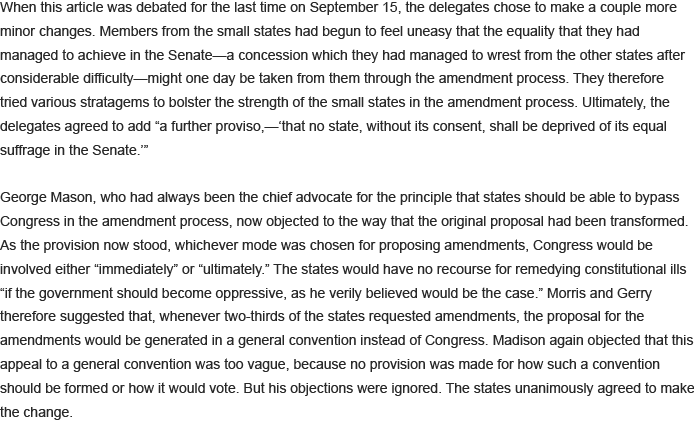 When this article was debated for the last time on September 15, the delegates chose to make a couple more
minor changes. Members from the small states had begun to feel uneasy that the equality that they had
managed to achieve in the Senate—a concession which they had managed to wrest from the other states after
considerable difficulty—might one day be taken from them through the amendment process. They therefore
tried various stratagems to bolster the strength of the small states in the amendment process. Ultimately, the
delegates agreed to add “a further proviso,—‘that no state, without its consent, shall be deprived of its equal
suffrage in the Senate.’”

George Mason, who had always been the chief advocate for the principle that states should be able to bypass
Congress in the amendment process, now objected to the way that the original proposal had been transformed.
As the provision now stood, whichever mode was chosen for proposing amendments, Congress would be
involved either “immediately” or “ultimately.” The states would have no recourse for remedying constitutional ills
“if the government should become oppressive, as he verily believed would be the case.” Morris and Gerry
therefore suggested that, whenever two-thirds of the states requested amendments, the proposal for the
amendments would be generated in a general convention instead of Congress. Madison again objected that this
appeal to a general convention was too vague, because no provision was made for how such a convention
should be formed or how it would vote. But his objections were ignored. The states unanimously agreed to make
the change.